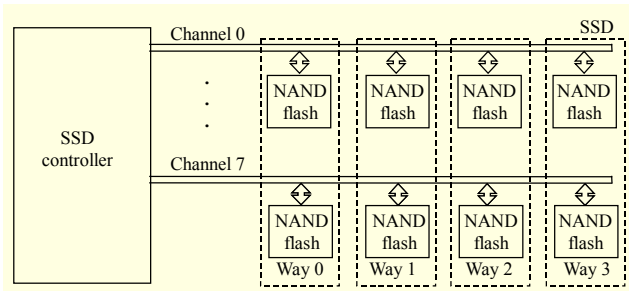 SSD
Channel 0
NAND
flash
NAND
flash
NAND
flash
NAND
flash
SSD
controller
Channel 7
NAND
flash
NAND
flash
NAND
flash
NAND
flash
Way 0
Way 1
Way 2
Way 3